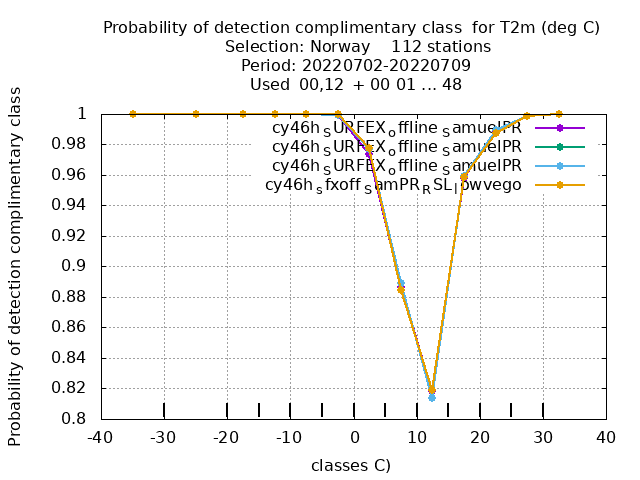 Probability of detection complimentary class  for T2m (deg C)
Selection: Norway    112 stations
Period: 20220702-20220709
Used  00,12  + 00 01 ... 48
Probability of detection complimentary class
1
0.98
0.96
0.94
0.92
0.9
0.88
0.86
0.84
0.82
0.8
cy46h_SURFEX_offline_SamuelPR
cy46h_SURFEX_offline_SamuelPR
cy46h_SURFEX_offline_SamuelPR
cy46h_sfxoff_SamPR_RSL_lpwvego
-40 -30 -20 -10 0 10 20 30 40
classes C)